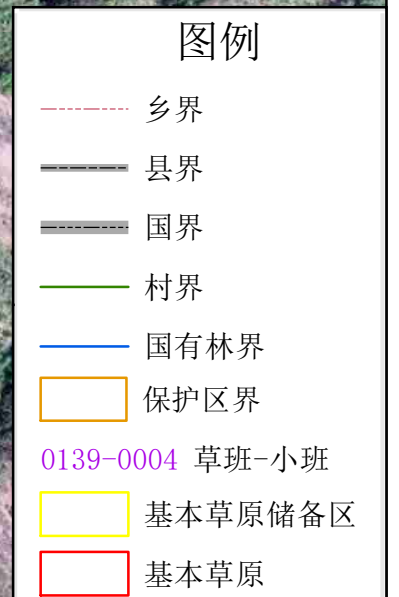 图例
乡界
县界
国界
村界
国有林界
保护区界
0139-0004 草班-小班
基本草原储备区
基本草原